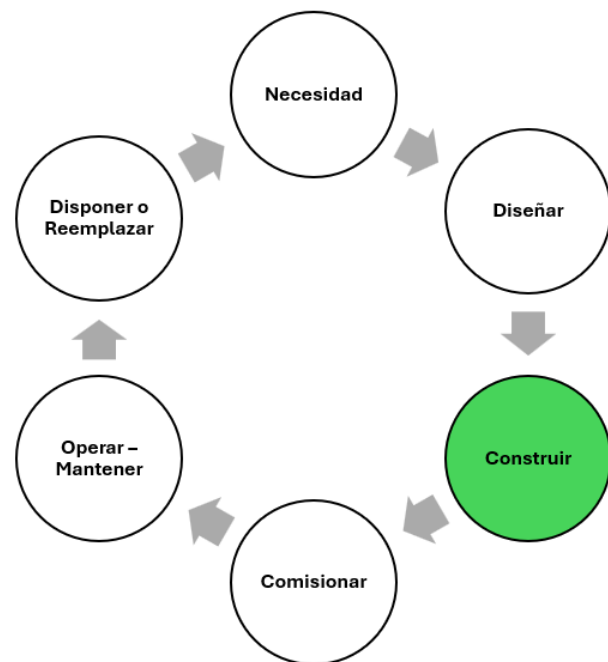 Necesidad
Diseñar
Construir
Comisionar
Operar –
Mantener
Disponer o
Reemplazar